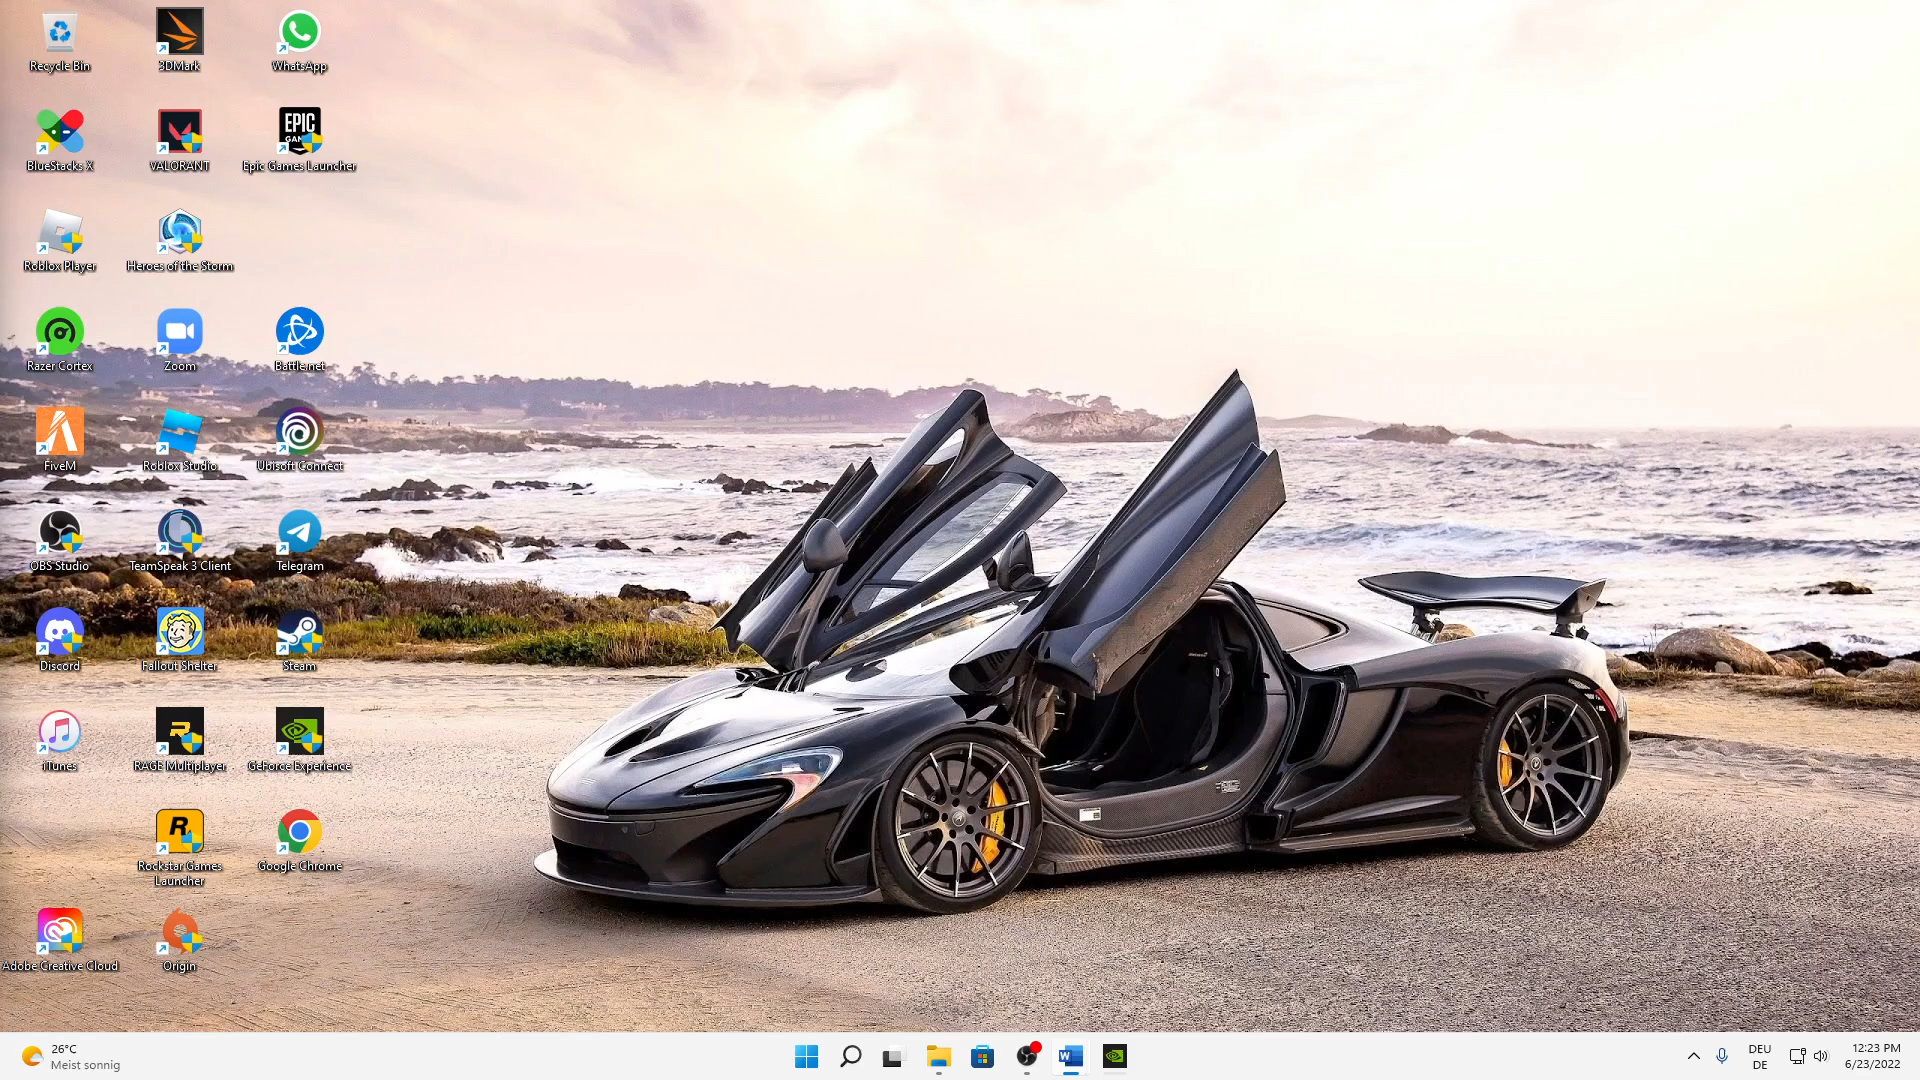 Recycle Bin
3DMark
WhatsApp
EPIC
BlueStacks X
VALORANT
Epic Games Launcher
Roblox Player
Heroes of the Storm
Razer Cortex
Zoom
Battle.net
FiveM
Roblox Studio
Ubisoft Connect
OBS Studio
TeamSpeak 3 Client
Telegram
Discord
Fallout Shelter
Steam
iTunes
RAGE Multiplayer
GeForce Experience
Rockstar Games
Launcher
Google Chrome
Adobe Creative Cloud
Origin
26°C
Meist sonnig
DEU
DE
12:23 PM
6/23/2022